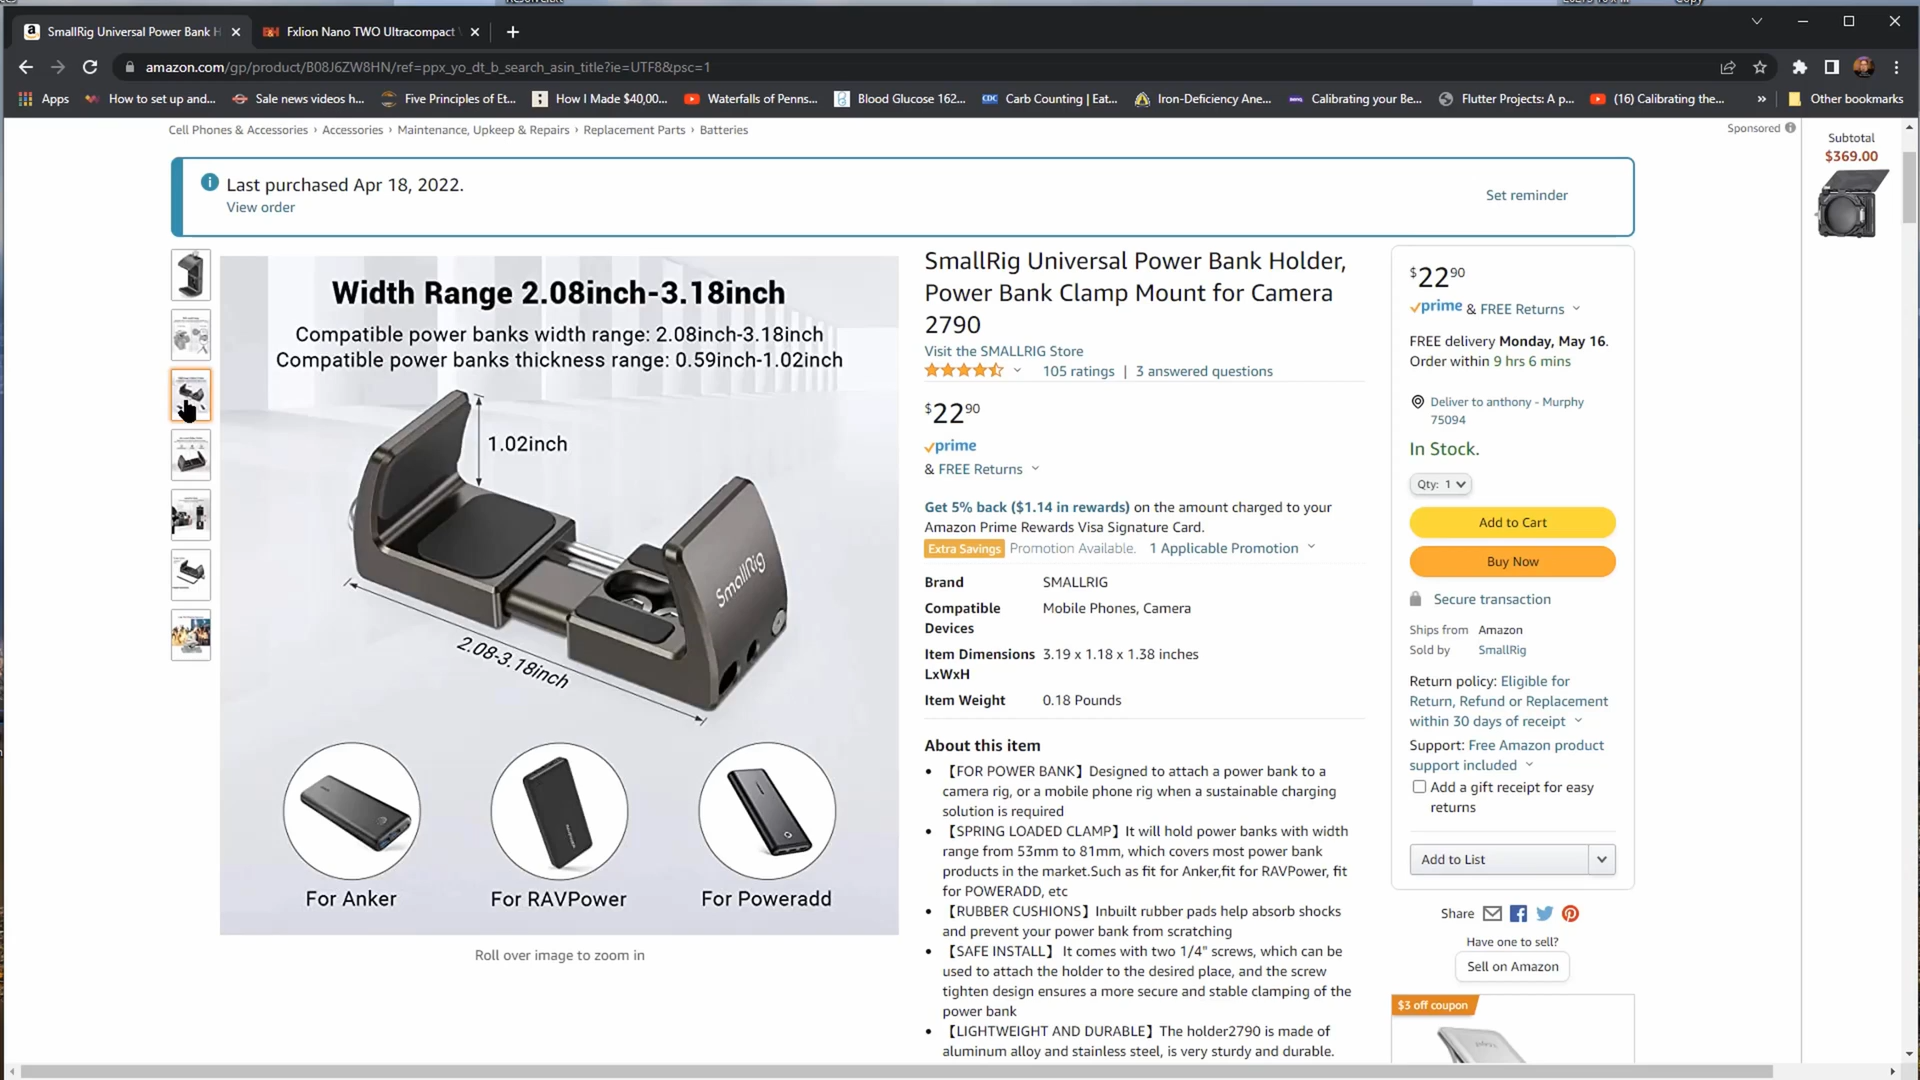 SmallRig Universal Power Bank H
Fxlion Nano TWO Ultracompact
amazon.com/gp/product/B08J6ZW8HN/ref=ppx_yo_dt_b_search_asin_title?ie=UTF8&psc=1
Apps
How to set up and...
Sale news videos h...
Five Principles of Et...
How I Made $40,00...
Waterfalls of Penns...
Blood Glucose 162...
CDC
Carb Counting | Eat...
Iron-Deficiency Ane...
Calibrating your Be...
Flutter Projects: A p...
(16) Calibrating the...
»
Other bookmarks
Cell Phones & Accessories › Accessories › Maintenance, Upkeep & Repairs › Replacement Parts › Batteries
Sponsored
Subtotal
$369.00
Last purchased Apr 18, 2022.
View order
Set reminder
Width Range 2.08inch-3.18inch
Compatible power banks width range: 2.08inch-3.18inch
Compatible power banks thickness range: 0.59inch-1.02inch
1.02inch
SmallRig
2.08-3.18inch
For Anker
For RAVPower
For Poweradd
Roll over image to zoom in
SmallRig Universal Power Bank Holder,
Power Bank Clamp Mount for Camera
2790
Visit the SMALLRIG Store
105 ratings | 3 answered questions
$22 90
prime
& FREE Returns
Get 5% back ($1.14 in rewards) on the amount charged to your
Amazon Prime Rewards Visa Signature Card.
Extra Savings Promotion Available. 1 Applicable Promotion
Brand SMALLRIG
Compatible Mobile Phones, Camera
Devices
Item Dimensions 3.19 x 1.18 x 1.38 inches
LxWxH
Item Weight 0.18 Pounds
About this item
• 【FOR POWER BANK】Designed to attach a power bank to a
camera rig, or a mobile phone rig when a sustainable charging
solution is required
• 【SPRING LOADED CLAMP】It will hold power banks with width
range from 53mm to 81mm, which covers most power bank
products in the market.Such as fit for Anker,fit for RAVPower, fit
for POWERADD, etc
• 【RUBBER CUSHIONS】Inbuilt rubber pads help absorb shocks
and prevent your power bank from scratching
• 【SAFE INSTALL】 It comes with two 1/4" screws, which can be
used to attach the holder to the desired place, and the screw
tighten design ensures a more secure and stable clamping of the
power bank
• 【LIGHTWEIGHT AND DURABLE】The holder2790 is made of
aluminum alloy and stainless steel, is very sturdy and durable.
$22 90
prime & FREE Returns
FREE delivery Monday, May 16.
Order within 9 hrs 6 mins
Deliver to anthony - Murphy
75094
In Stock.
Qty: 1
Add to Cart
Buy Now
Secure transaction
Ships from Amazon
Sold by SmallRig
Return policy: Eligible for
Return, Refund or Replacement
within 30 days of receipt
Support: Free Amazon product
support included
Add a gift receipt for easy
returns
Add to List
Share
Have one to sell?
Sell on Amazon
$3 off coupon